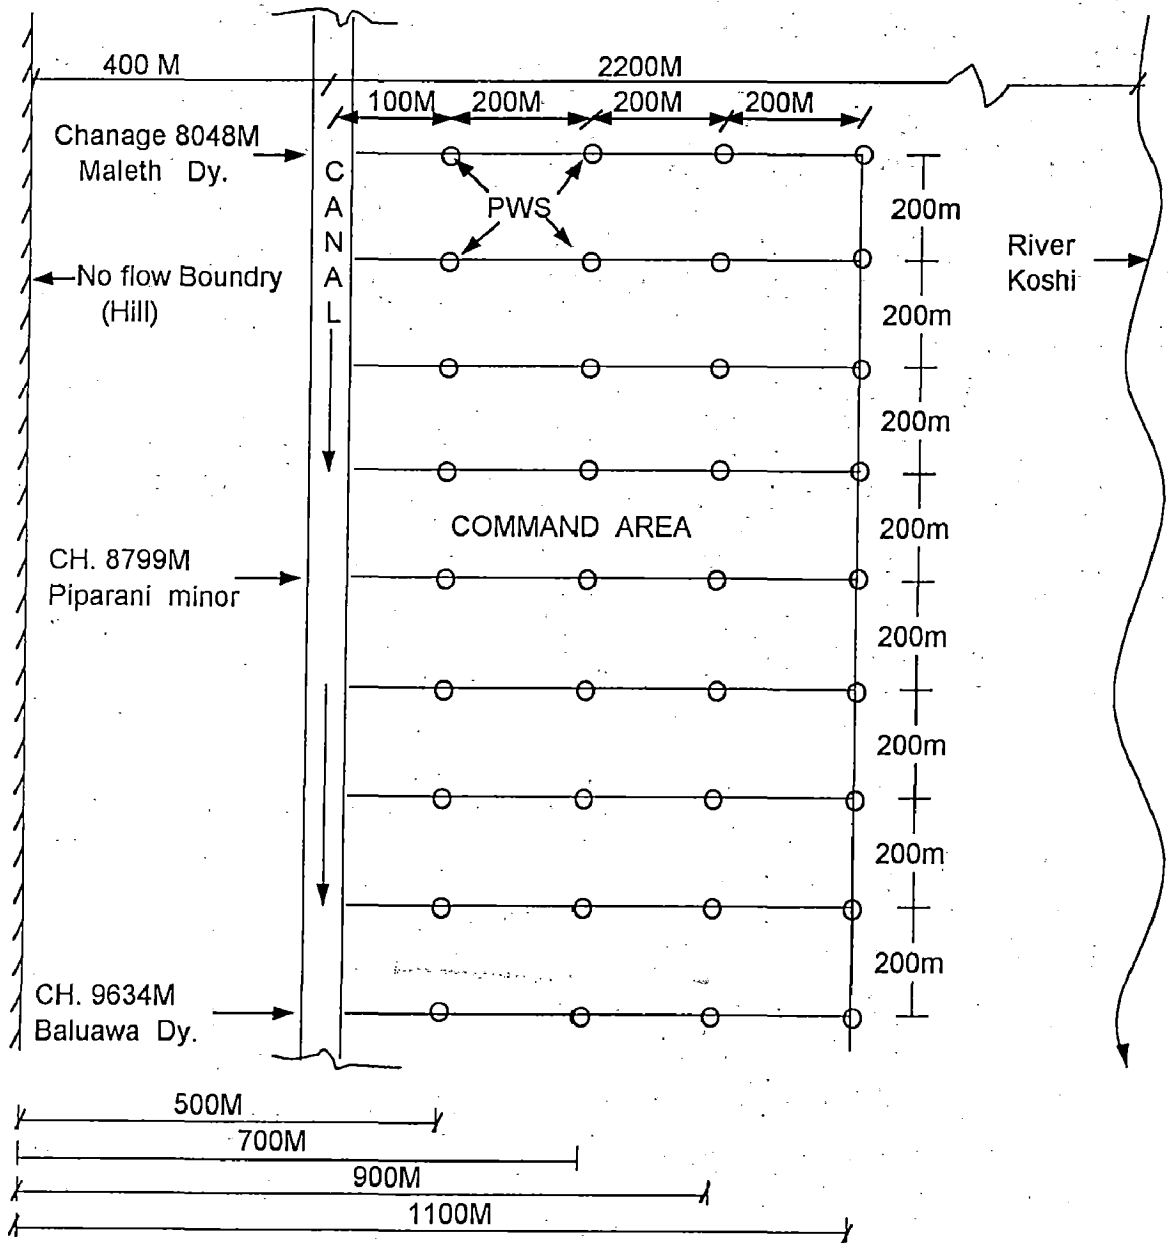 400 M
2200M
100M
200M
200M
200M
Chanage 8048M
Maleth Dy.
CANAL
PWS
200m
No flow Boundry
(Hill)
River
Koshi
200m
200m
COMMAND AREA
200m
CH. 8799M
Piparani minor
200m
200m
200m
200m
CH. 9634M
Baluawa Dy.
500M
700M
900M
1100M